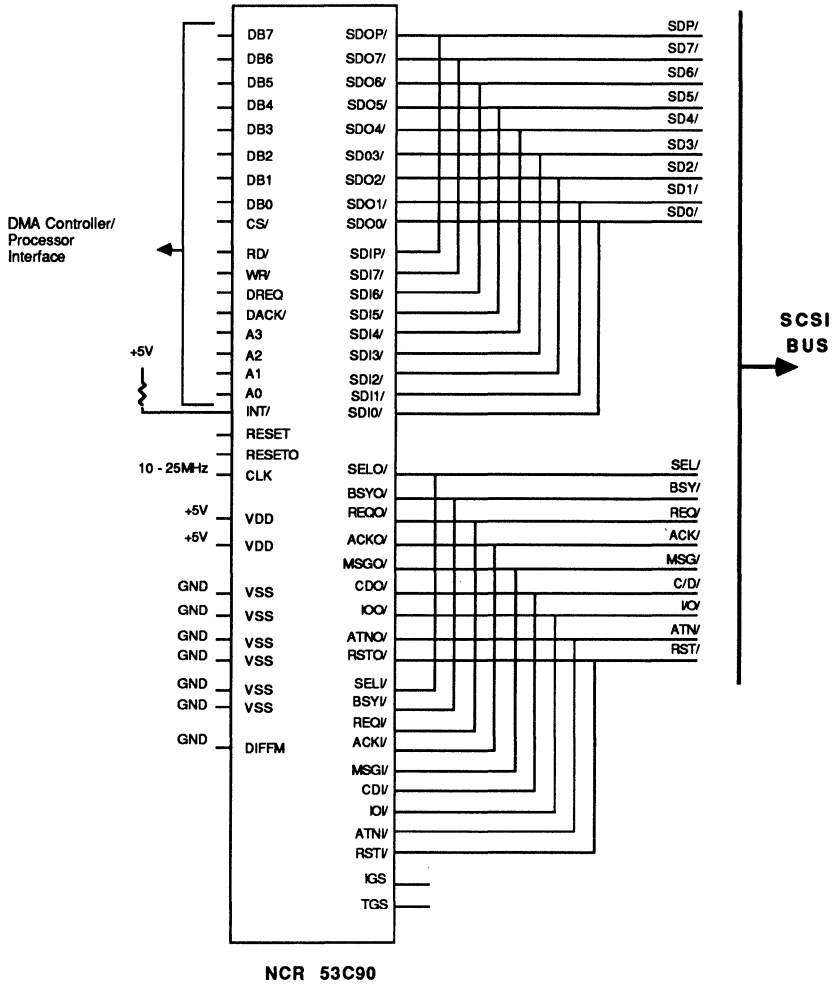 DMA Controller/
Processor
Interface
+5V
10 - 25MHz
+5V
+5V
GND
GND
GND
GND
GND
GND
GND
DB7
DB6
DB5
DB4
DB3
DB2
DB1
DB0
CS/
RD/
WR/
DREQ
DACK/
A3
A2
A1
A0
INT/
RESET
RESETO
CLK
VDD
VDD
VSS
VSS
VSS
VSS
VSS
VSS
DIFFM
SDOP/
SDO7/
SDO6/
SDO5/
SDO4/
SD03/
SDO2/
SDO1/
SDO0/
SDIP/
SDI7/
SDI6/
SDI5/
SDI4/
SDI3/
SDI2/
SDI1/
SDI0/
SELO/
BSYO/
REQO/
ACKO/
MSGO/
CDO/
IOO/
ATNO/
RSTO/
SELI/
BSYI/
REQI/
ACKI/
MSGI/
CDI/
IOI/
ATNI/
RSTI/
IGS
TGS
SDP/
SD7/
SD6/
SD5/
SD4/
SD3/
SD2/
SD1/
SD0/
SEL/
BSY/
REQ/
ACK/
MSG/
C/D/
I/O/
ATN/
RST/
SCSI
BUS
NCR 53C90